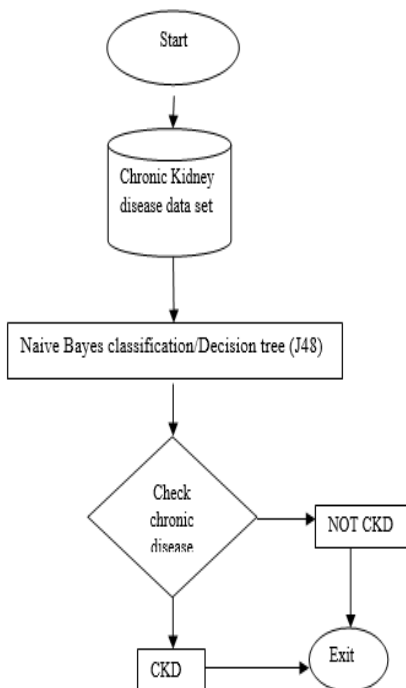 Start
Chronic Kidney
disease data set
Naive Bayes classification/Decision tree (J48)
Check
chronic
disease
NOT CKD
CKD
Exit